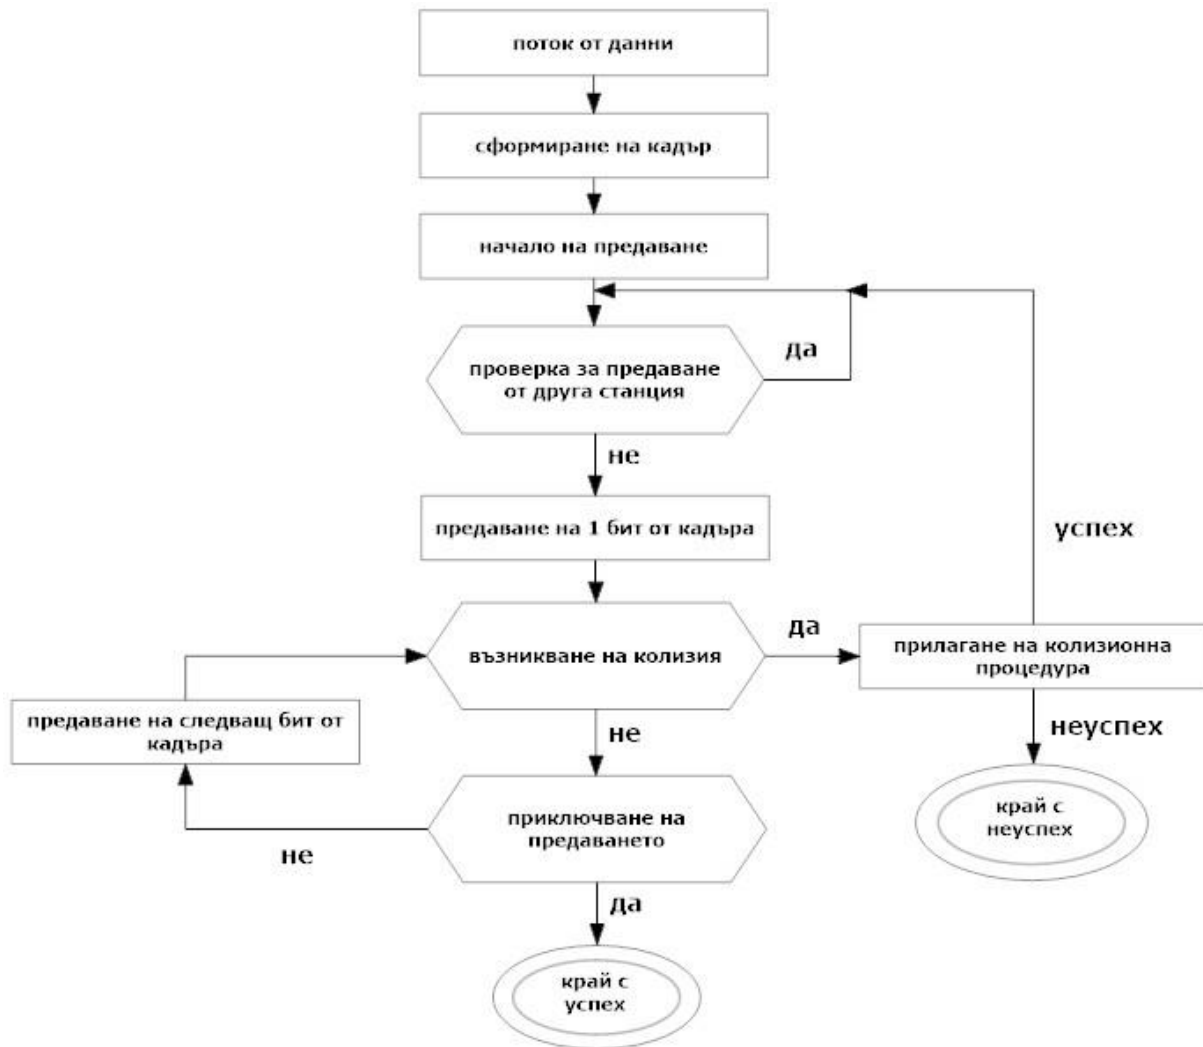 поток от данни
сформиране на кадър
начало на предаване
проверка за предаване
от друга станция
да
не
предаване на 1 бит от кадъра
успех
възникване на колизия
да
прилагане на колизионна
процедура
предаване на следващ бит от
кадъра
не
неуспех
приключване на
предаването
не
край с
неуспех
да
край с
успех